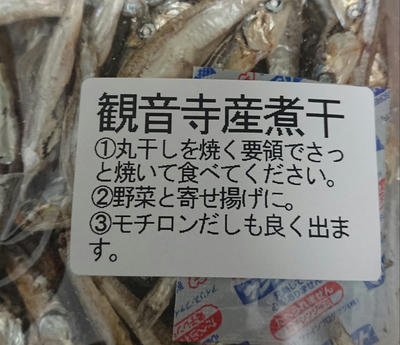 観音寺産煮干
①丸干しを焼く要領でさっ
と焼いて食べてください。
②野菜と寄せ揚げに。
③モチロンだしも良く出ま
す。